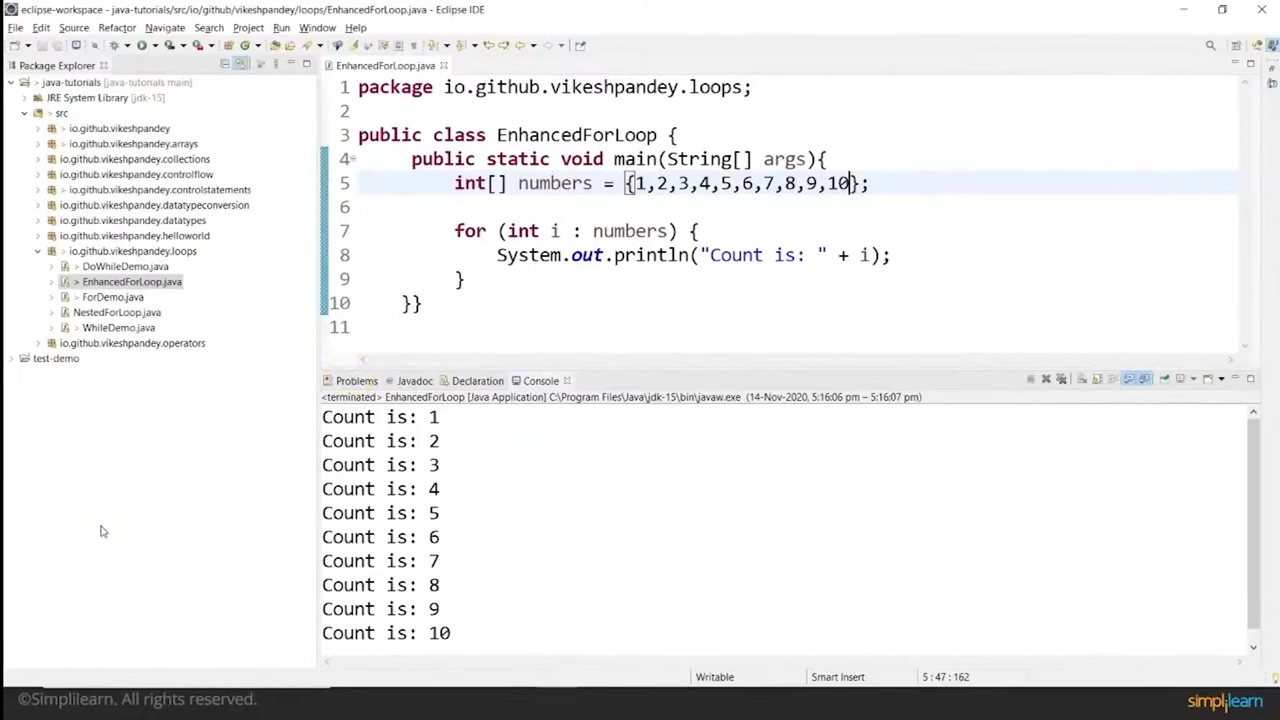 eclipse-workspace - java-tutorials/src/io/github/vikeshpandey/loops/EnhancedForLoop.java - Eclipse IDE
File Edit Source Refactor Navigate Search Project Run Window Help
Package Explorer
java-tutorials [java-tutorials main]
JRE System Library [jdk-15]
src
io.github.vikeshpandey
io.github.vikeshpandey.arrays
io.github.vikeshpandey.collections
io.github.vikeshpandey.controlflow
io.github.vikeshpandey.controlstatements
io.github.vikeshpandey.datatypeconversion
io.github.vikeshpandey.datatypes
io.github.vikeshpandey.helloworld
io.github.vikeshpandey.loops
DoWhileDemo.java
EnhancedForLoop.java
ForDemo.java
NestedForLoop.java
WhileDemo.java
io.github.vikeshpandey.operators
test-demo
EnhancedForLoop.java
1 package io.github.vikeshpandey.loops;
2
3 public class EnhancedForLoop {
4 public static void main(String[] args){
5 int[] numbers = {1,2,3,4,5,6,7,8,9,10};
6
7 for (int i : numbers) {
8 System.out.println("Count is: " + i);
9 }
10 }}
11
Problems Javadoc Declaration Console
<terminated> EnhancedForLoop [Java Application] C:\Program Files\Java\jdk-15\bin\javaw.exe (14-Nov-2020, 5:16:06 pm – 5:16:07 pm)
Count is: 1
Count is: 2
Count is: 3
Count is: 4
Count is: 5
Count is: 6
Count is: 7
Count is: 8
Count is: 9
Count is: 10
Writable Smart Insert 5 : 47 : 162
©Simplilearn. All rights reserved.
simplilearn